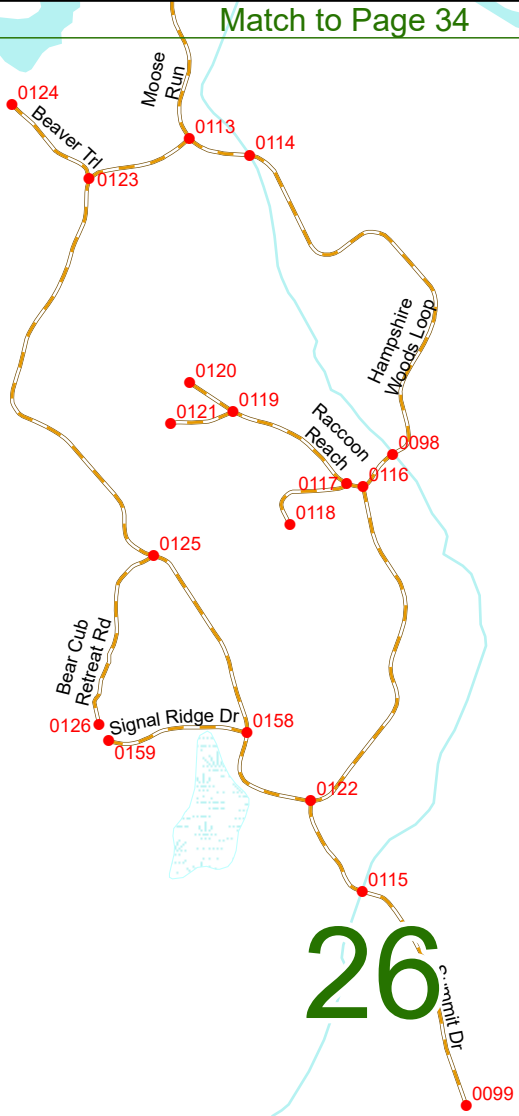 Match to Page 34
Moose
Run
0124
Beaver Trl
0113
0114
0123
Hampshire
Woods Loop
0120
0119
0121
Raccoon
Reach
0098
0116
0117
0118
0125
Bear Cub
Retreat Rd
0126
Signal Ridge Dr
0158
0159
0122
0115
26
Summit Dr
0099